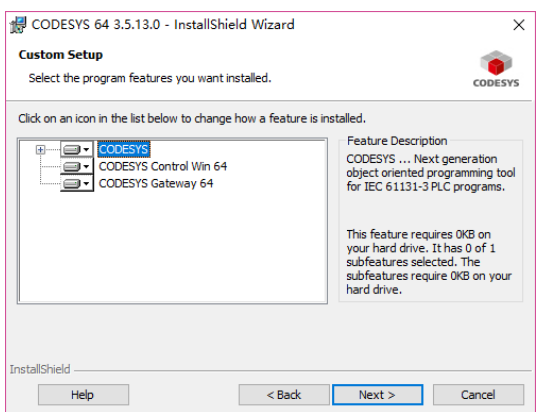 CODESYS 64 3.5.13.0 - InstallShield Wizard
Custom Setup
Select the program features you want installed.
CODESYS
Click on an icon in the list below to change how a feature is installed.
CODESYS
CODESYS Control Win 64
CODESYS Gateway 64
Feature Description
CODESYS ... Next generation
object oriented programming tool
for IEC 61131-3 PLC programs.
This feature requires 0KB on
your hard drive. It has 0 of 1
subfeatures selected. The
subfeatures require 0KB on your
hard drive.
InstallShield
Help
< Back
Next >
Cancel